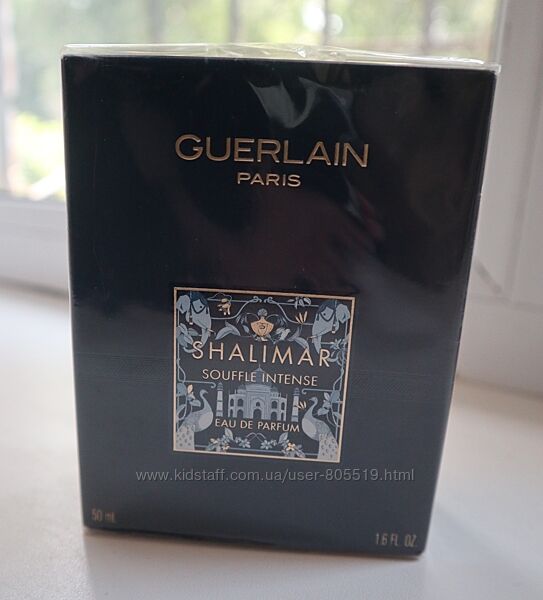 GUERLAIN
PARIS
SHALIMAR
SOUFFLE INTENSE
EAU DE PARFUM
www.kidstaff.com.ua/user-805519.html
50 mL
1.6 FL. OZ.